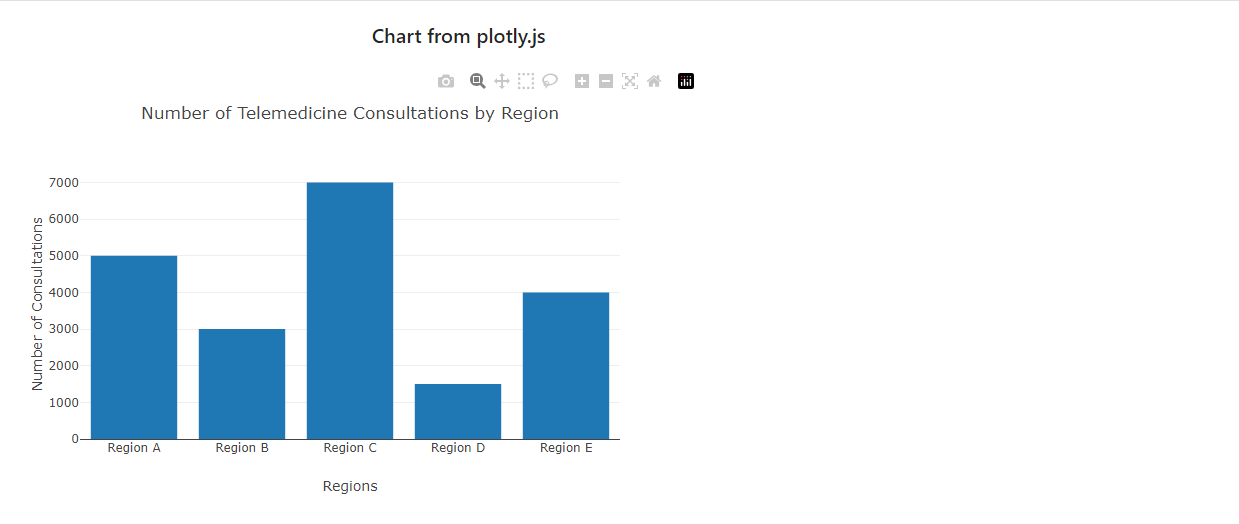 Chart from plotly.js
Number of Telemedicine Consultations by Region
Number of Consultations
7000
6000
5000
4000
3000
2000
1000
0
Region A Region B Region C Region D Region E
Regions